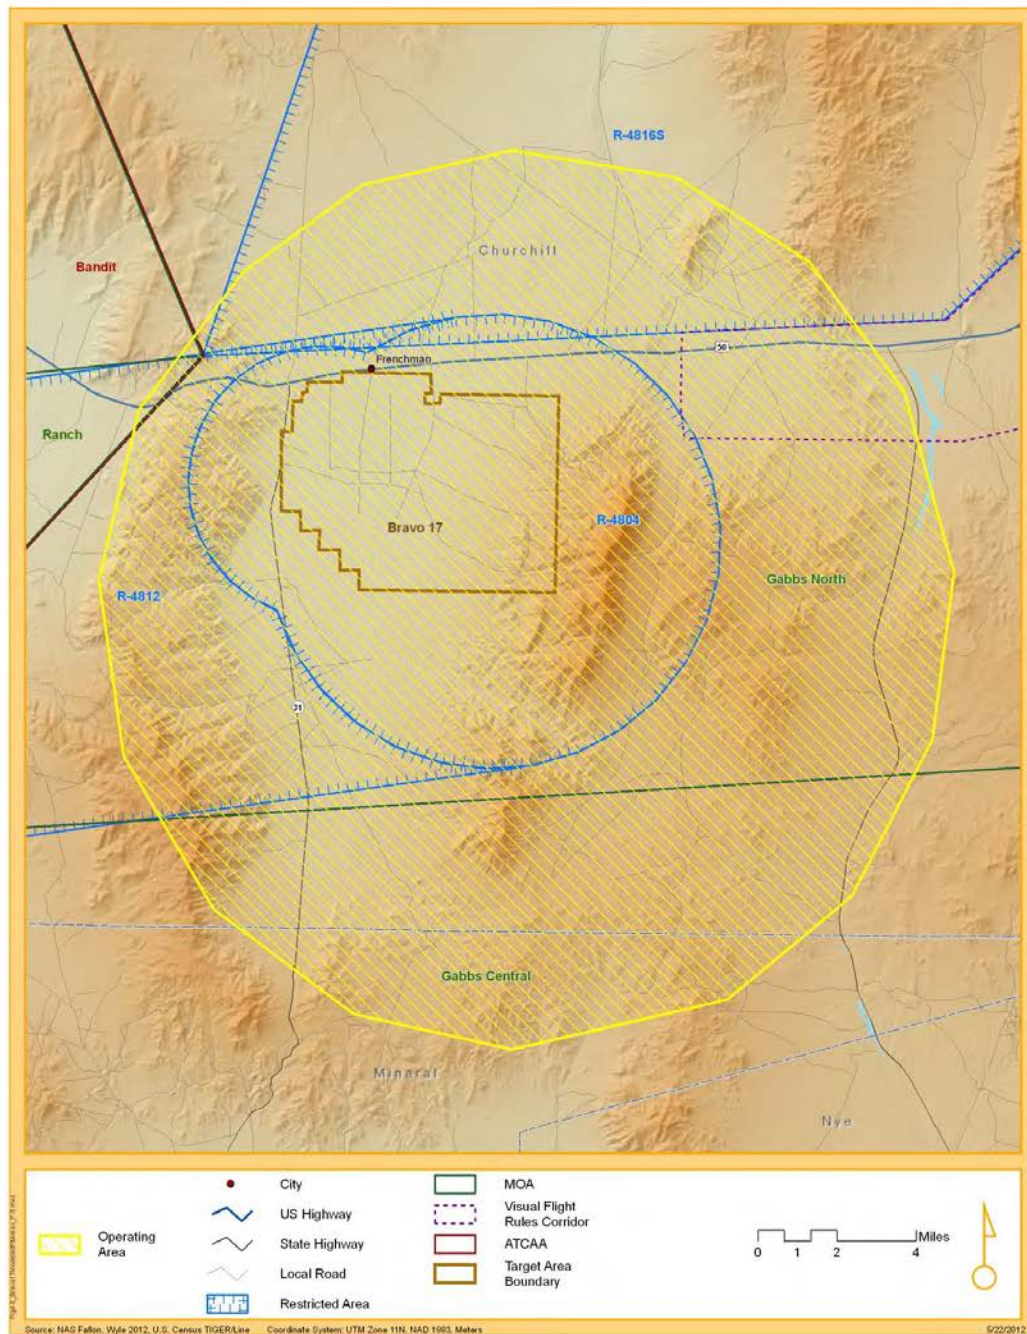 R-4816S
Churchill
Bandit
50
Frenchman
Ranch
Bravo 17
R-4804
Gabbs North
R-4812
31
Gabbs Central
Mineral
Nye
Operating
Area
City
US Highway
State Highway
Local Road
Restricted Area
MOA
Visual Flight
Rules Corridor
ATCAA
Target Area
Boundary
Miles
0 1 2 4
Source: NAS Fallon, Wyle 2012, U.S. Census TIGER/Line Coordinate System: UTM Zone 11N, NAD 1983, Meters
5/22/2012